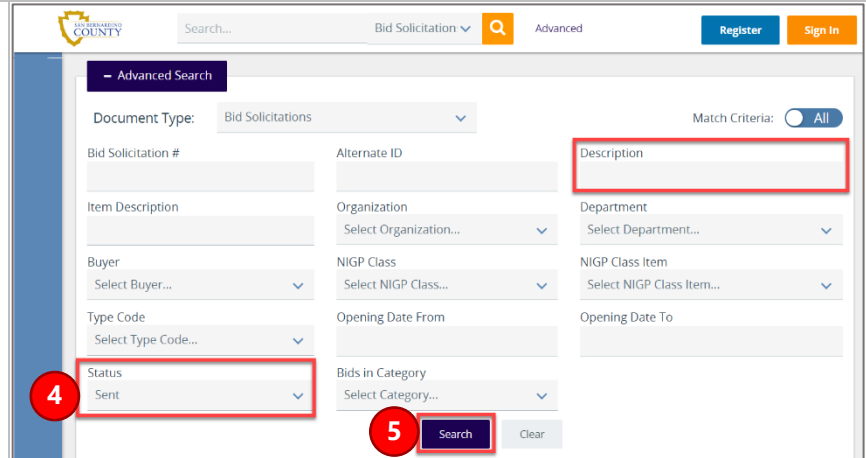 SAN BERNARDINO
COUNTY
Search...
Bid Solicitation
Advanced
Register
Sign In
– Advanced Search
Document Type:
Bid Solicitations
Match Criteria:
All
Bid Solicitation #
Alternate ID
Description
Item Description
Organization
Department
Select Organization...
Select Department...
Buyer
NIGP Class
NIGP Class Item
Select Buyer...
Select NIGP Class...
Select NIGP Class Item...
Type Code
Opening Date From
Opening Date To
Select Type Code...
Status
Bids in Category
4
Sent
Select Category...
5
Search
Clear